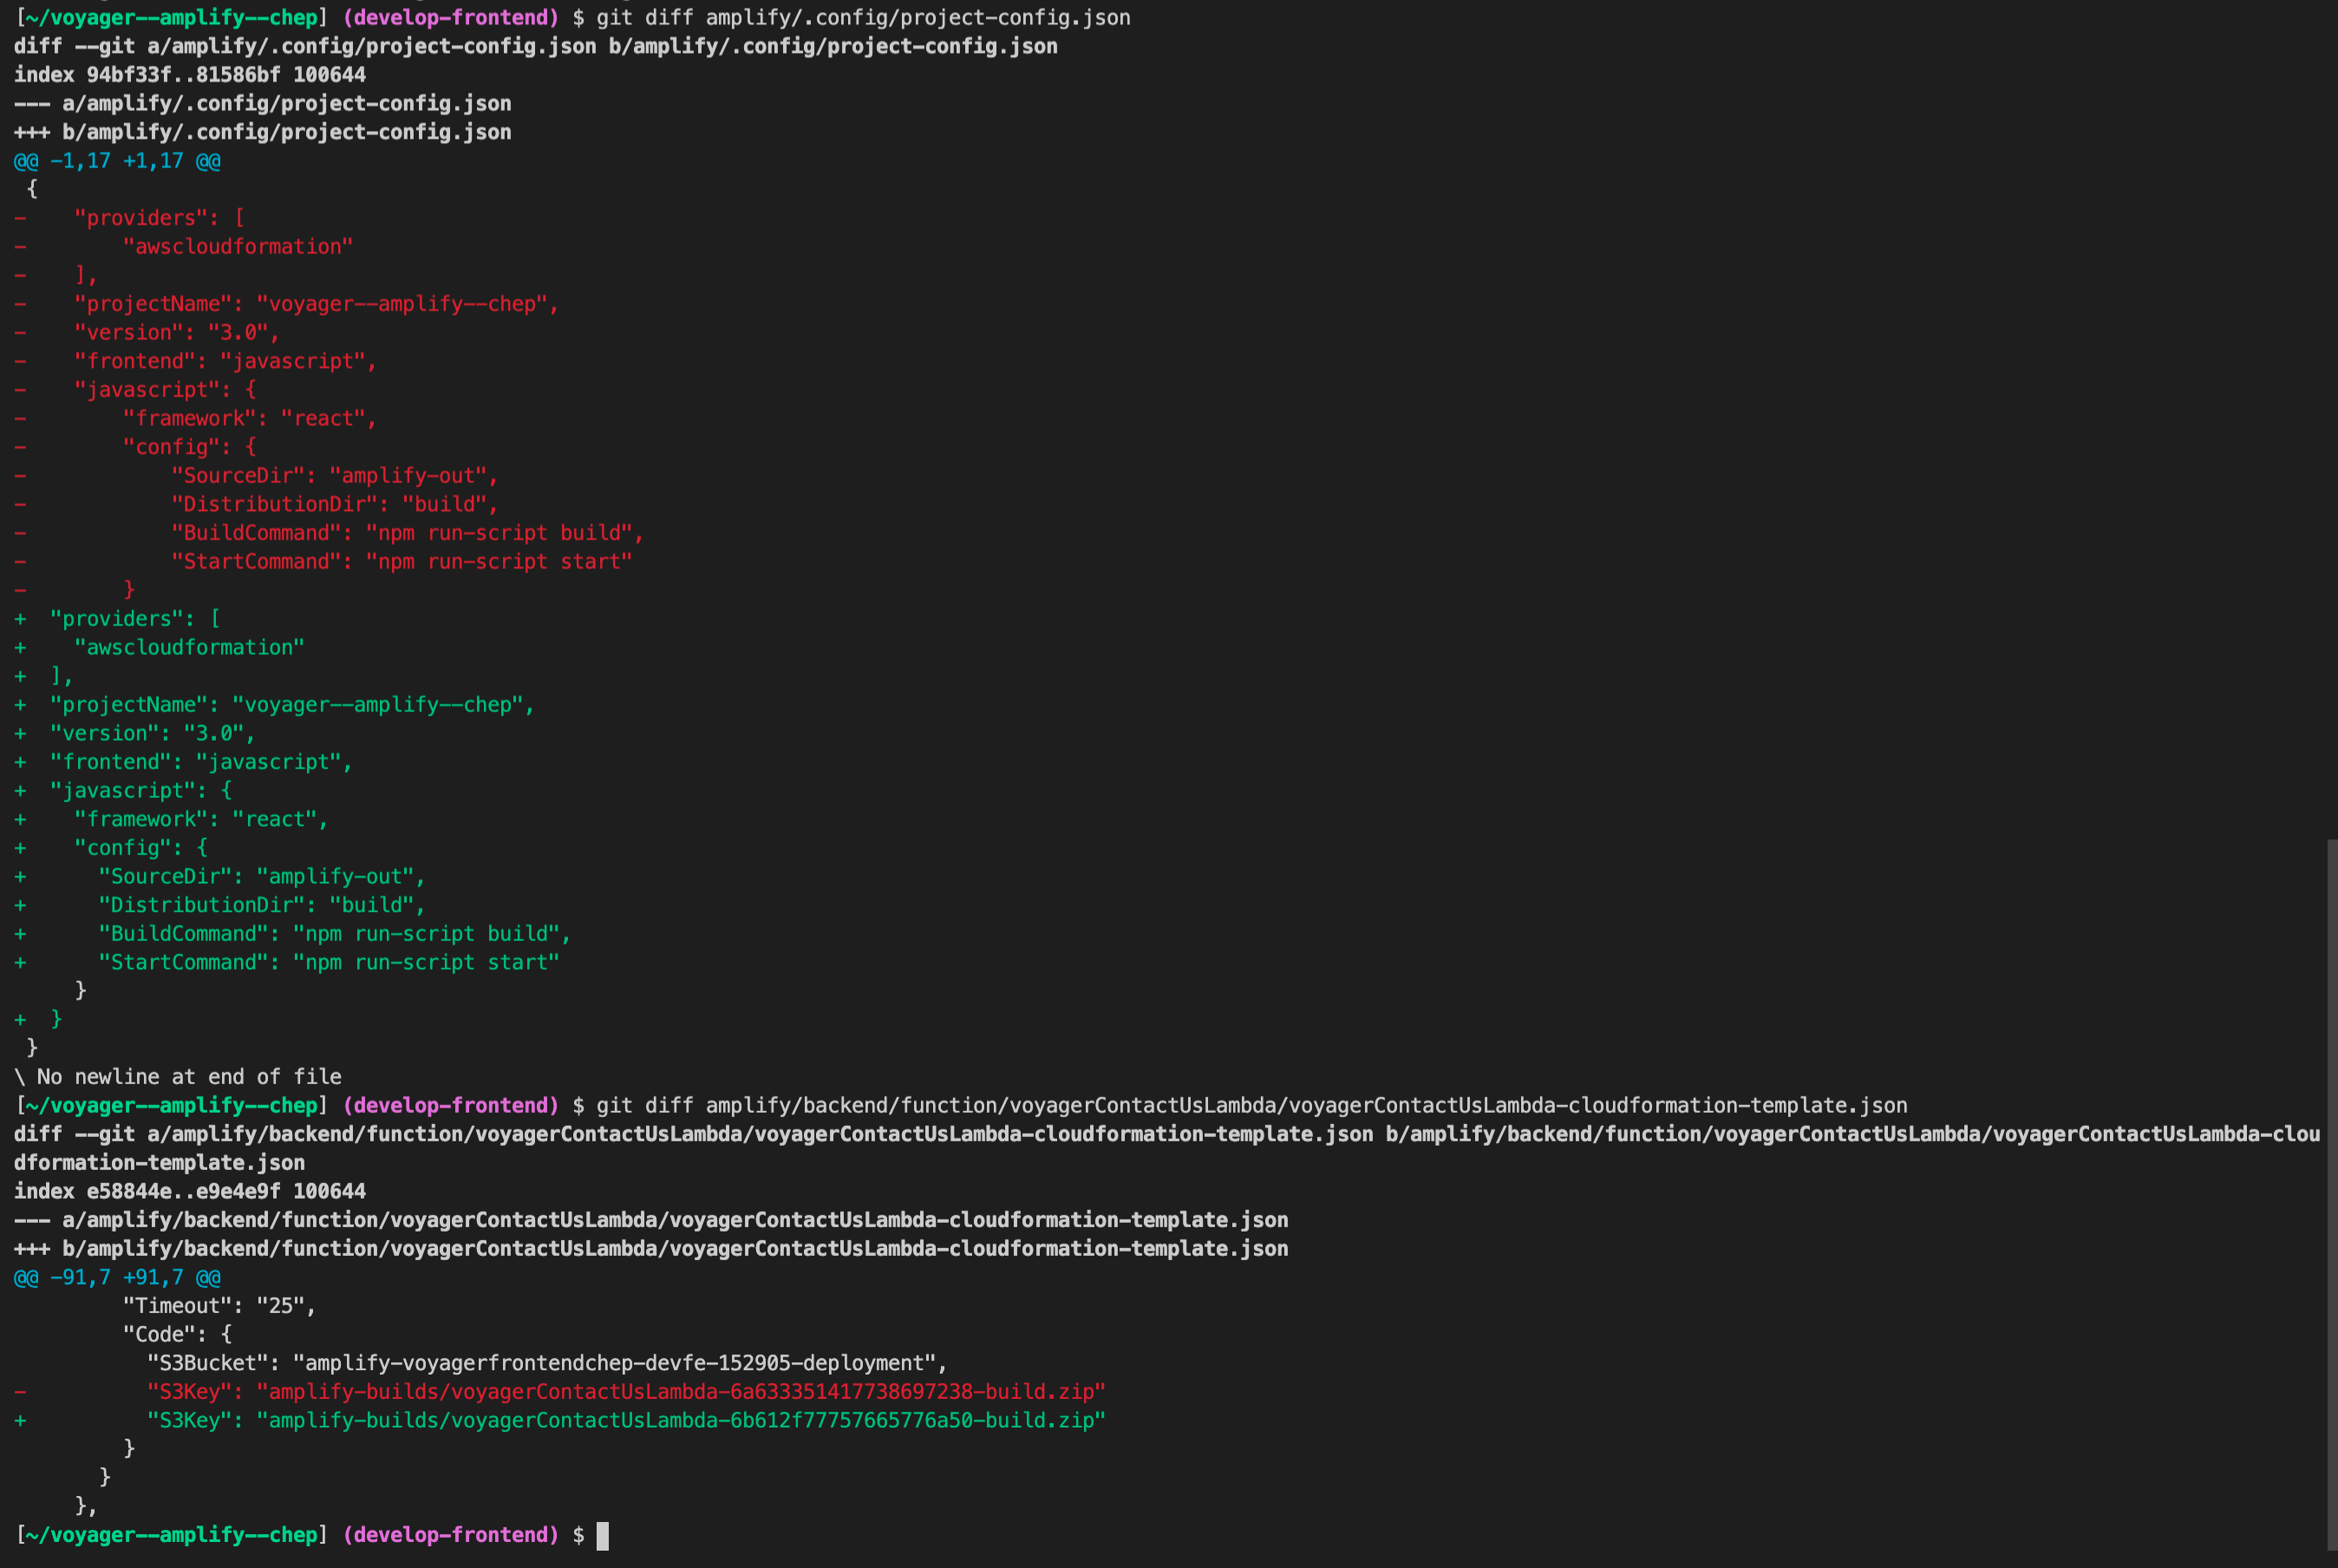 [~/voyager--amplify--chep] (develop-frontend) $ git diff amplify/.config/project-config.json
diff --git a/amplify/.config/project-config.json b/amplify/.config/project-config.json
index 94bf33f..81586bf 100644
--- a/amplify/.config/project-config.json
+++ b/amplify/.config/project-config.json
@@ -1,17 +1,17 @@
 {
-    "providers": [
-        "awscloudformation"
-    ],
-    "projectName": "voyager--amplify--chep",
-    "version": "3.0",
-    "frontend": "javascript",
-    "javascript": {
-        "framework": "react",
-        "config": {
-            "SourceDir": "amplify-out",
-            "DistributionDir": "build",
-            "BuildCommand": "npm run-script build",
-            "StartCommand": "npm run-script start"
-        }
+  "providers": [
+    "awscloudformation"
+  ],
+  "projectName": "voyager--amplify--chep",
+  "version": "3.0",
+  "frontend": "javascript",
+  "javascript": {
+    "framework": "react",
+    "config": {
+      "SourceDir": "amplify-out",
+      "DistributionDir": "build",
+      "BuildCommand": "npm run-script build",
+      "StartCommand": "npm run-script start"
     }
+  }
 }
\ No newline at end of file
[~/voyager--amplify--chep] (develop-frontend) $ git diff amplify/backend/function/voyagerContactUsLambda/voyagerContactUsLambda-cloudformation-template.json
diff --git a/amplify/backend/function/voyagerContactUsLambda/voyagerContactUsLambda-cloudformation-template.json b/amplify/backend/function/voyagerContactUsLambda/voyagerContactUsLambda-clou
dformation-template.json
index e58844e..e9e4e9f 100644
--- a/amplify/backend/function/voyagerContactUsLambda/voyagerContactUsLambda-cloudformation-template.json
+++ b/amplify/backend/function/voyagerContactUsLambda/voyagerContactUsLambda-cloudformation-template.json
@@ -91,7 +91,7 @@
         "Timeout": "25",
         "Code": {
           "S3Bucket": "amplify-voyagerfrontendchep-devfe-152905-deployment",
-          "S3Key": "amplify-builds/voyagerContactUsLambda-6a633351417738697238-build.zip"
+          "S3Key": "amplify-builds/voyagerContactUsLambda-6b612f77757665776a50-build.zip"
         }
       }
     },
[~/voyager--amplify--chep] (develop-frontend) $